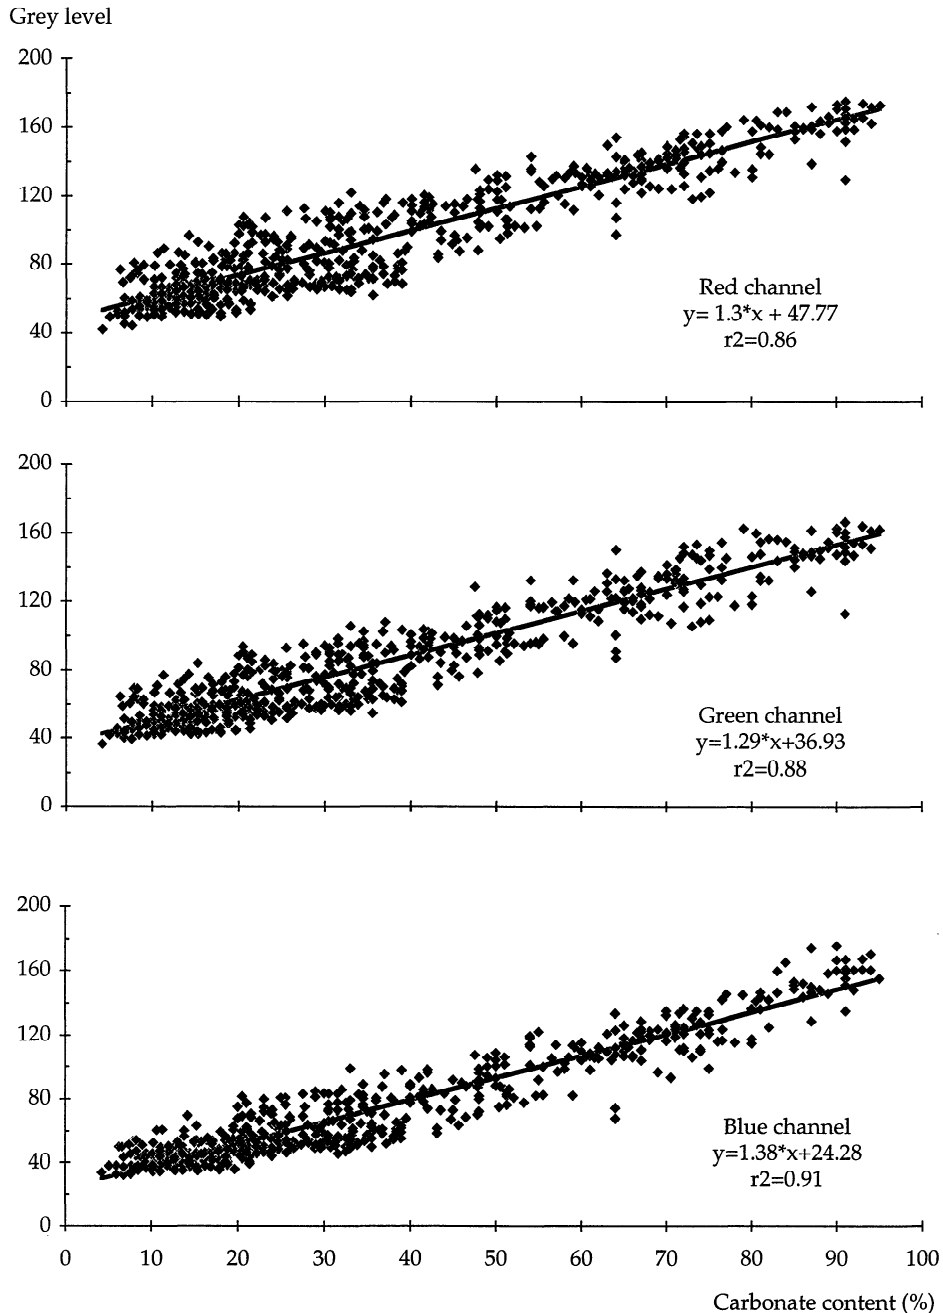 Grey level
200
160
120
80
40
0
Red channel
y= 1.3*x + 47.77
r2=0.86
200
160
120
80
40
0
Green channel
y=1.29*x+36.93
r2=0.88
200
160
120
80
40
0
Blue channel
y=1.38*x+24.28
r2=0.91
0 10 20 30 40 50 60 70 80 90 100
Carbonate content (%)